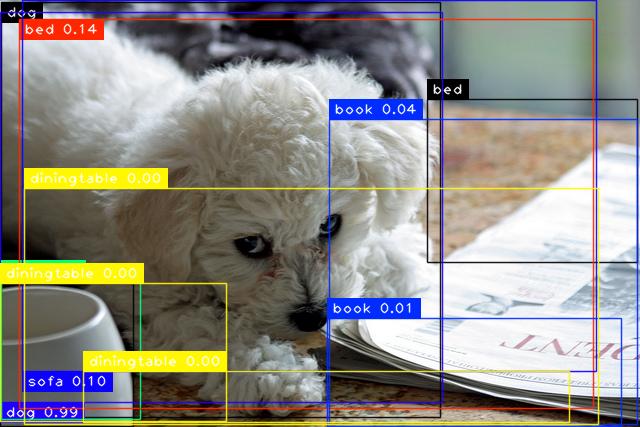 dog
bed 0.14
bed
book 0.04
diningtable 0.00
diningtable 0.00
book 0.01
DENT
diningtable 0.00
sofa 0.10
dog 0.99